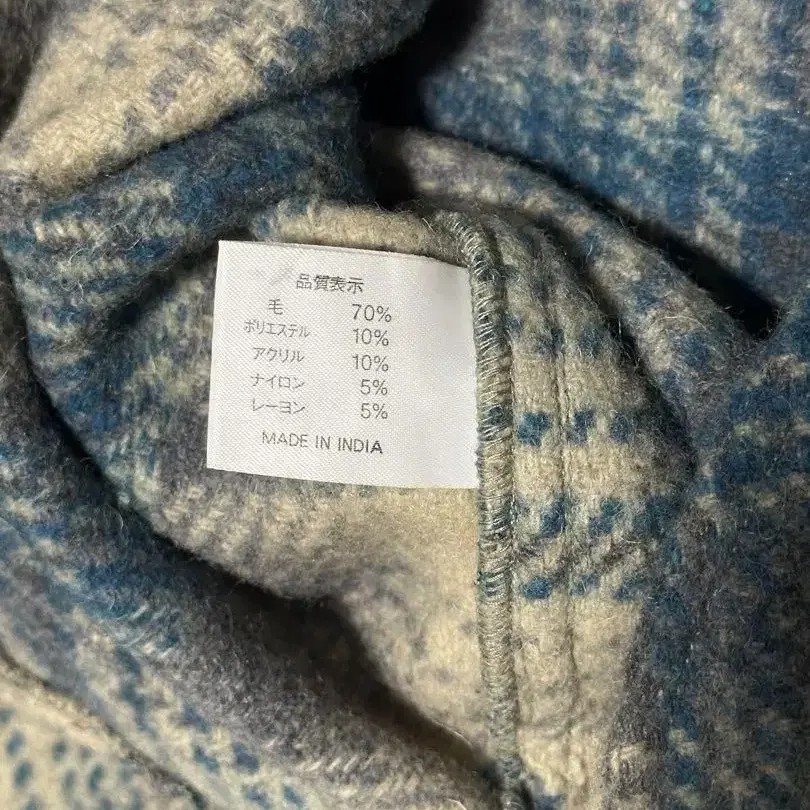 品質表示
毛 70%
ポリエステル 10%
アクリル 10%
ナイロン 5%
レーヨン 5%
MADE IN INDIA